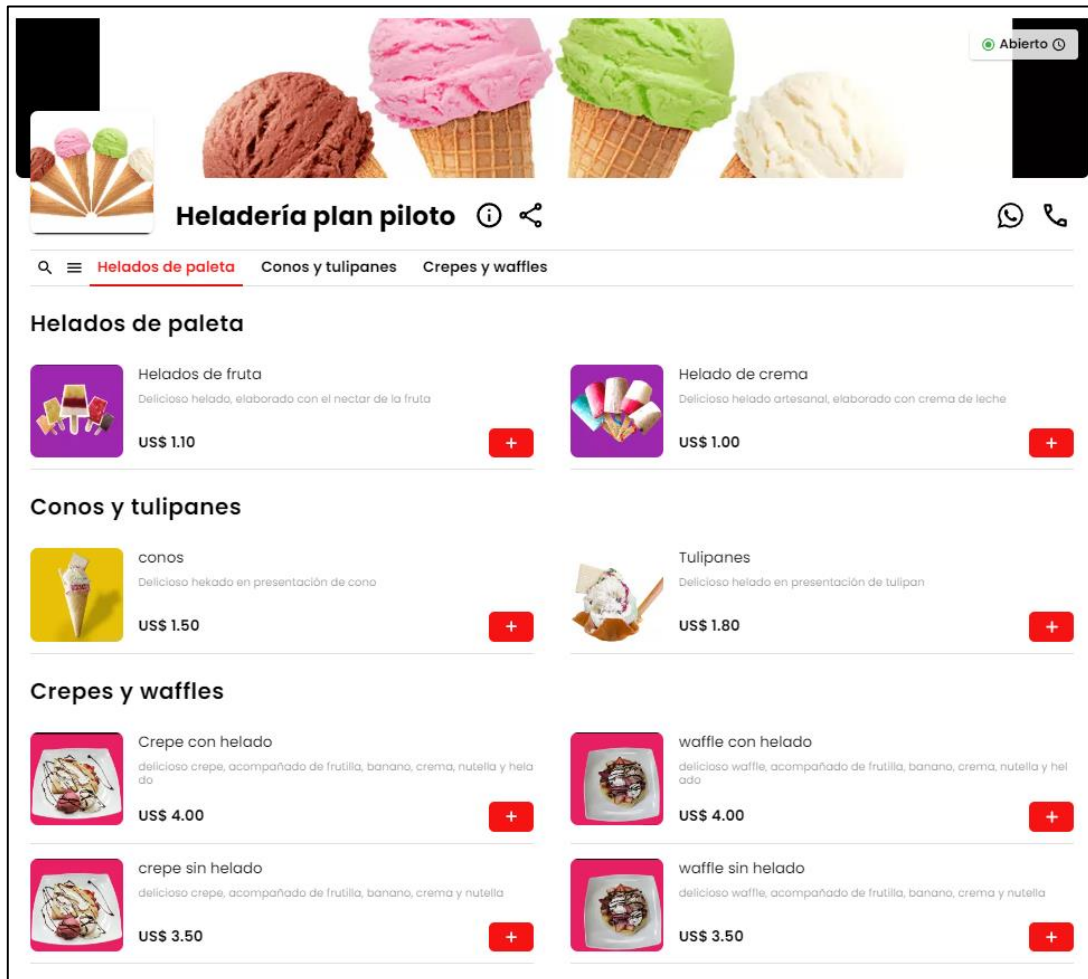 Abierto
Heladería plan piloto
Helados de paleta Conos y tulipanes Crepes y waffles
Helados de paleta
Helados de fruta
Delicioso helado, elaborado con el nectar de la fruta
US$ 1.10
+
Helado de crema
Delicioso helado artesanal, elaborado con crema de leche
US$ 1.00
+
Conos y tulipanes
conos
Delicioso hekado en presentación de cono
US$ 1.50
+
Tulipanes
Delicioso helado en presentación de tulipan
US$ 1.80
+
Crepes y waffles
Crepe con helado
delicioso crepe, acompañado de frutilla, banano, crema, nutella y hela
do
US$ 4.00
+
waffle con helado
delicioso waffle, acompañado de frutilla, banano, crema, nutella y hel
ado
US$ 4.00
+
crepe sin helado
delicioso crepe, acompañado de frutilla, banano, crema y nutella
US$ 3.50
+
waffle sin helado
delicioso waffle, acompañado de frutilla, banano, crema y nutella
US$ 3.50
+